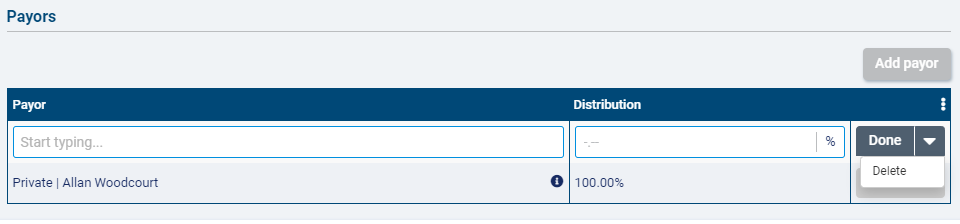 Payors
Add payor
Payor Distribution
Start typing... -.-- % Done
Delete
Private | Allan Woodcourt 100.00%